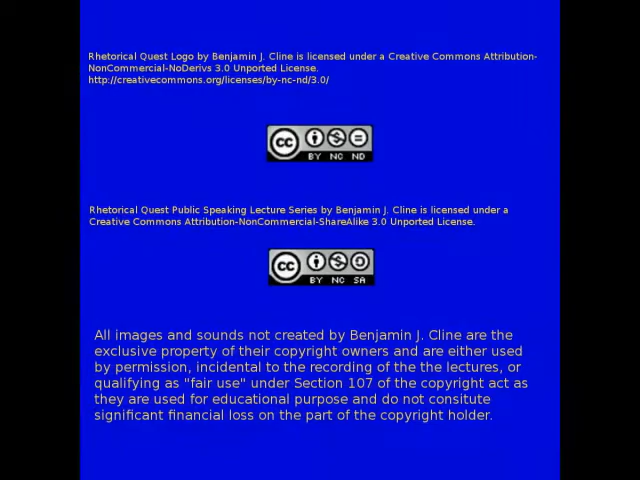 Rhetorical Quest Logo by Benjamin J. Cline is licensed under a Creative Commons Attribution-
NonCommercial-NoDerivs 3.0 Unported License.
http://creativecommons.org/licenses/by-nc-nd/3.0/
cc
BY NC ND
Rhetorical Quest Public Speaking Lecture Series by Benjamin J. Cline is licensed under a
Creative Commons Attribution-NonCommercial-ShareAlike 3.0 Unported License.
cc
BY NC SA
All images and sounds not created by Benjamin J. Cline are the
exclusive property of their copyright owners and are either used
by permission, incidental to the recording of the the lectures, or
qualifying as "fair use" under Section 107 of the copyright act as
they are used for educational purpose and do not consitute
significant financial loss on the part of the copyright holder.